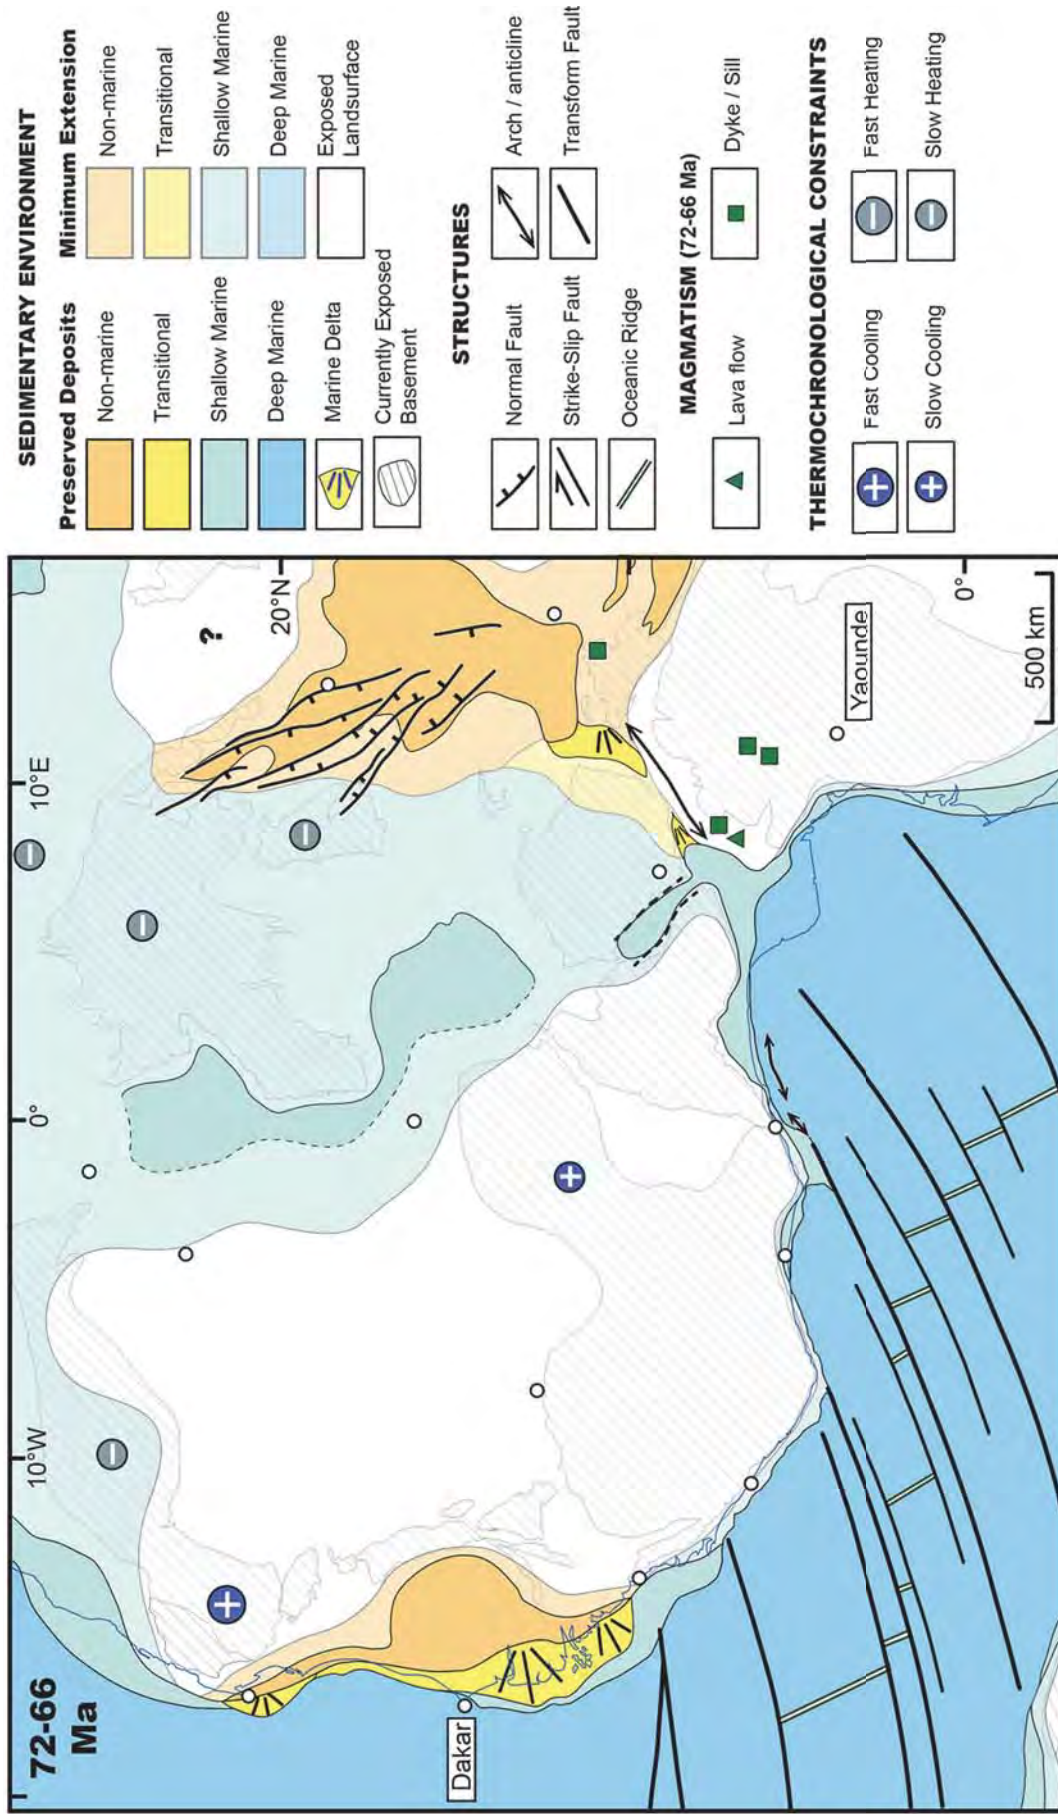 72-66
Ma
10°W
0°
10°E
20°N
?
0°
Dakar
Yaounde
500 km
SEDIMENTARY ENVIRONMENT
Preserved Deposits
Non-marine
Transitional
Shallow Marine
Deep Marine
Marine Delta
Currently Exposed
Basement
Minimum Extension
Non-marine
Transitional
Shallow Marine
Deep Marine
Exposed
Landsurface
STRUCTURES
Normal Fault
Arch / anticline
Strike-Slip Fault
Transform Fault
Oceanic Ridge
MAGMATISM (72-66 Ma)
Lava flow
Dyke / Sill
THERMOCHRONOLOGICAL CONSTRAINTS
Fast Cooling
Fast Heating
Slow Cooling
Slow Heating